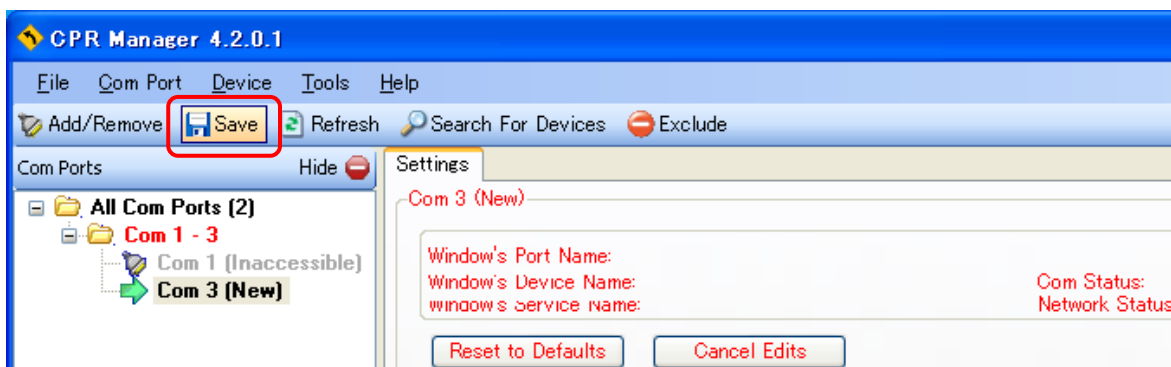 CPR Manager 4.2.0.1
File Com Port Device Tools Help
Add/Remove Save Refresh Search For Devices Exclude
Com Ports Hide
Settings
All Com Ports (2)
Com 1 - 3
Com 1 (Inaccessible)
Com 3 (New)
Com 3 (New)
Window's Port Name:
Window's Device Name: Com Status:
Window's Service Name: Network Status
Reset to Defaults Cancel Edits